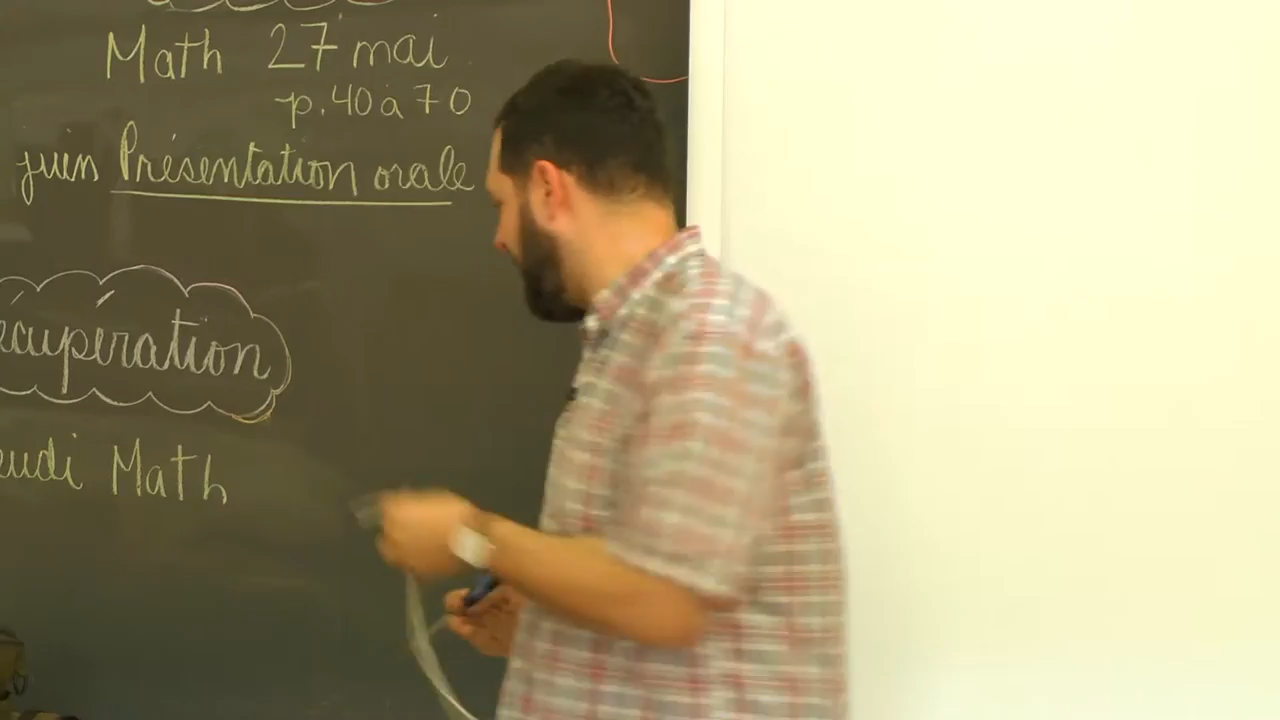 Math 27 mai
p. 40 à 70
juin Présentation orale
écupération
eudi Math